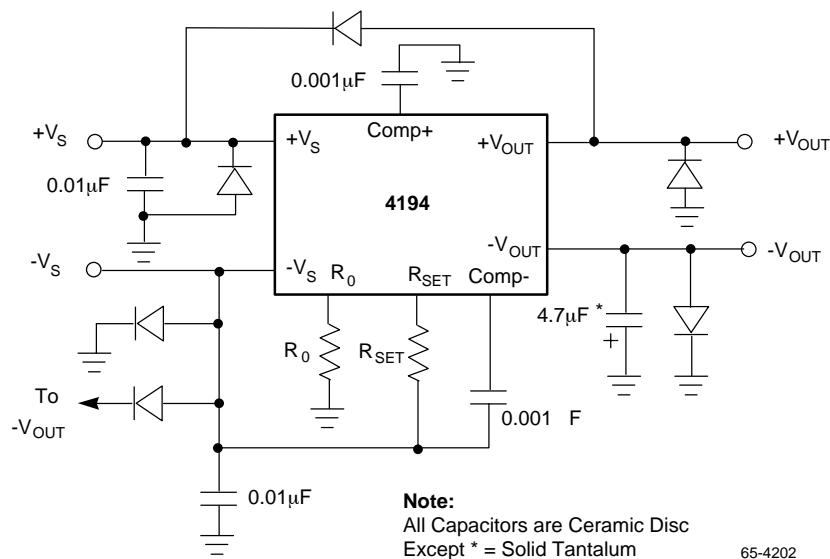 0.001μF
+VS
+VS
Comp+
+VOUT
+VOUT
0.01μF
4194
-VS
-VS
R0
RSET
Comp-
-VOUT
-VOUT
4.7μF *
+
R0
RSET
To
-VOUT
0.001 F
0.01μF
Note:
All Capacitors are Ceramic Disc
Except * = Solid Tantalum
65-4202